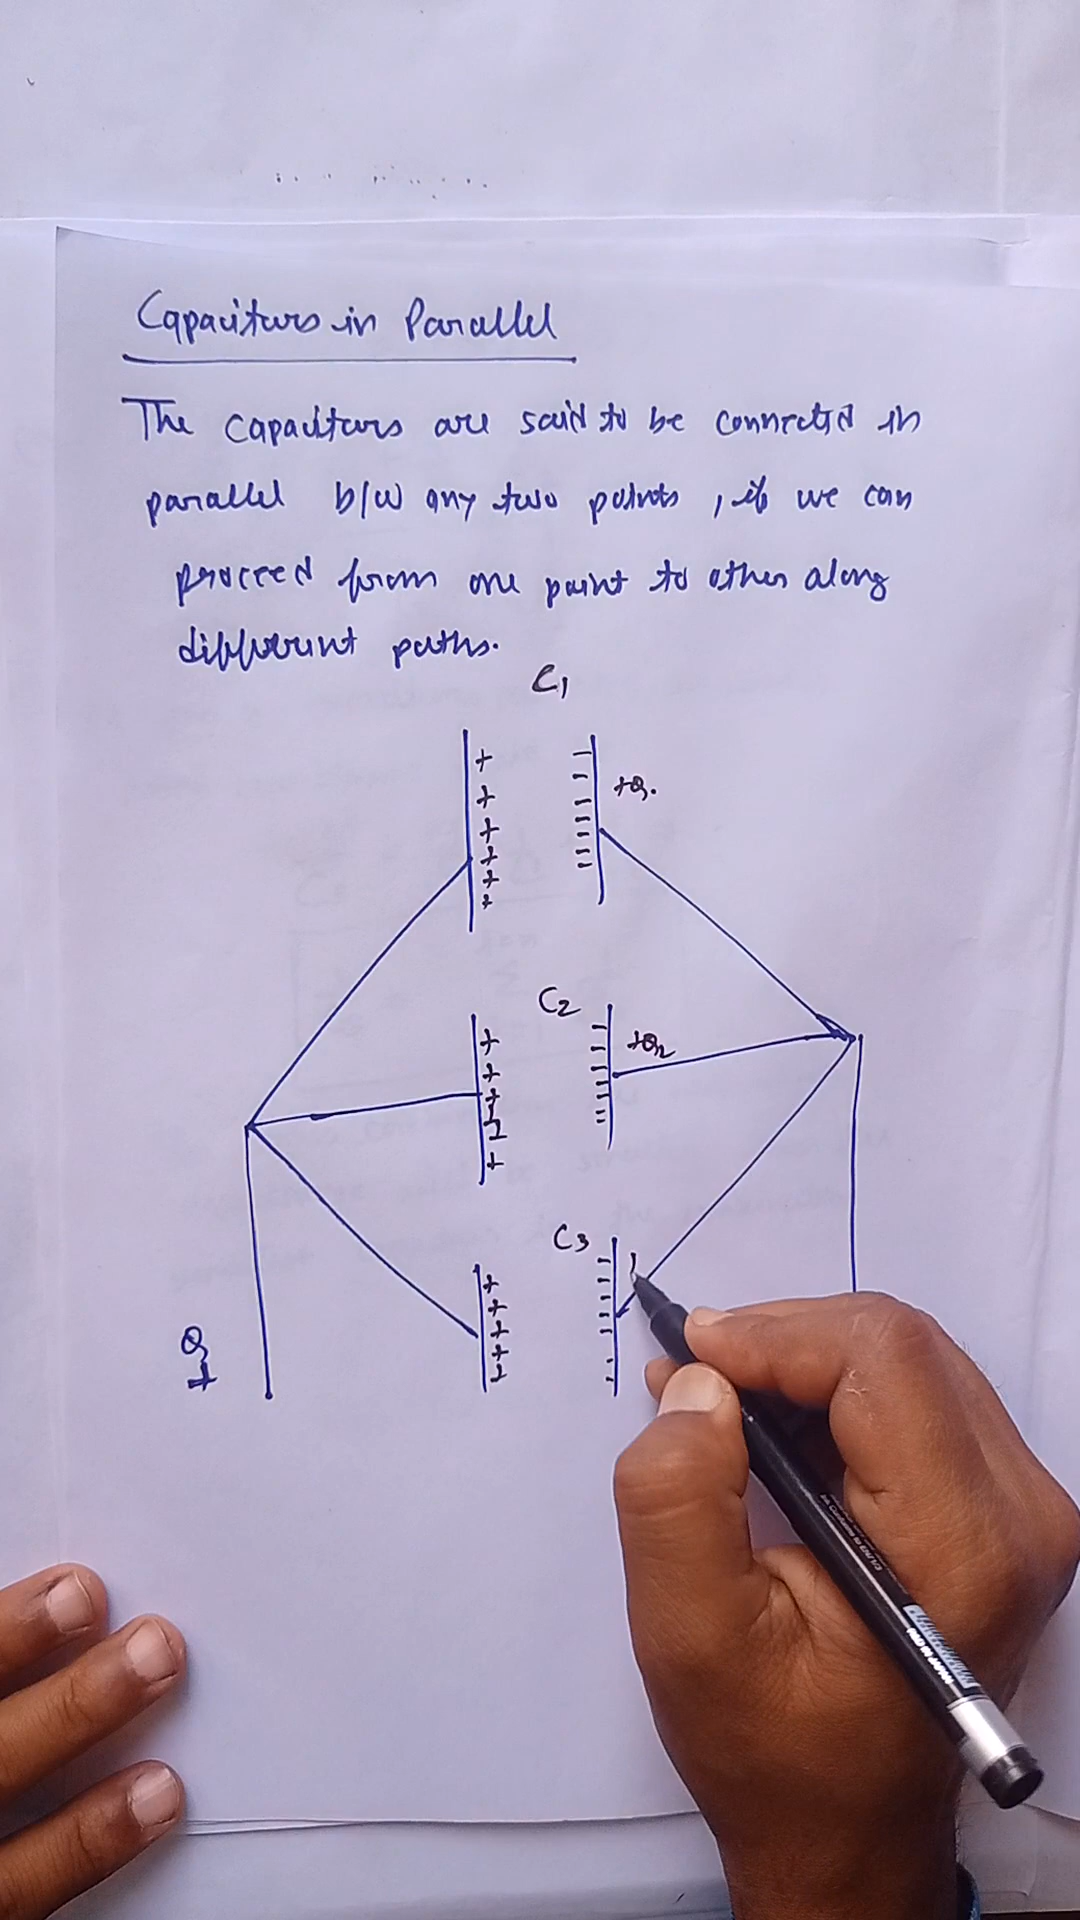 Capacitors in Parallel
The capacitors are said to be connected in
parallel b/w any two points, if we can
proceed from one point to other along
different paths.
C1
+Q.
C2
+Q2
C3
Q
+